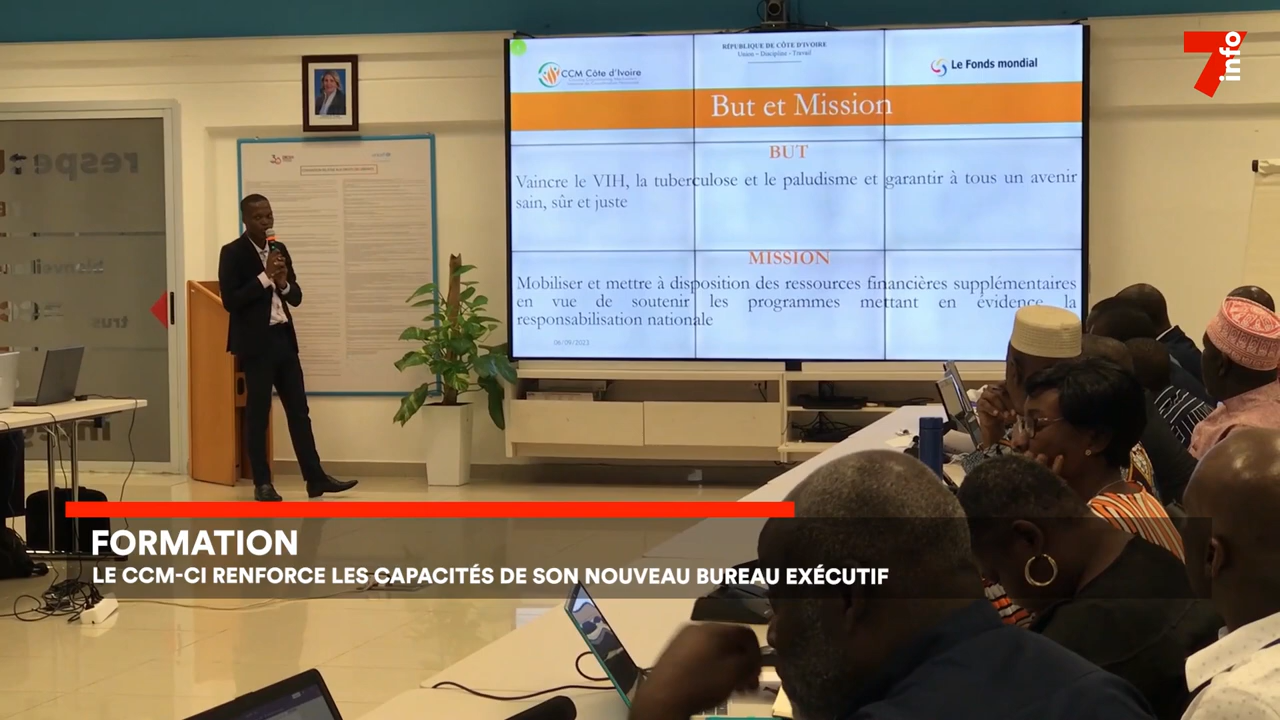 7info
RÉPUBLIQUE DE CÔTE D'IVOIRE
Union – Discipline – Travail
CCM Côte d'Ivoire
Le Fonds mondial
But et Mission
BUT
Vaincre le VIH, la tuberculose et le paludisme et garantir à tous un avenir
sain, sûr et juste
MISSION
Mobiliser et mettre à disposition des ressources financières supplémentaires
en vue de soutenir les programmes mettant en évidence la
responsabilisation nationale
06/09/2023
respe
FORMATION
LE CCM-CI RENFORCE LES CAPACITÉS DE SON NOUVEAU BUREAU EXÉCUTIF